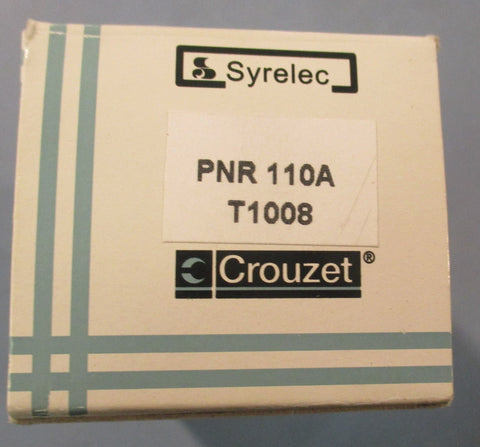 Syrelec
PNR 110A
T1008
Crouzet®